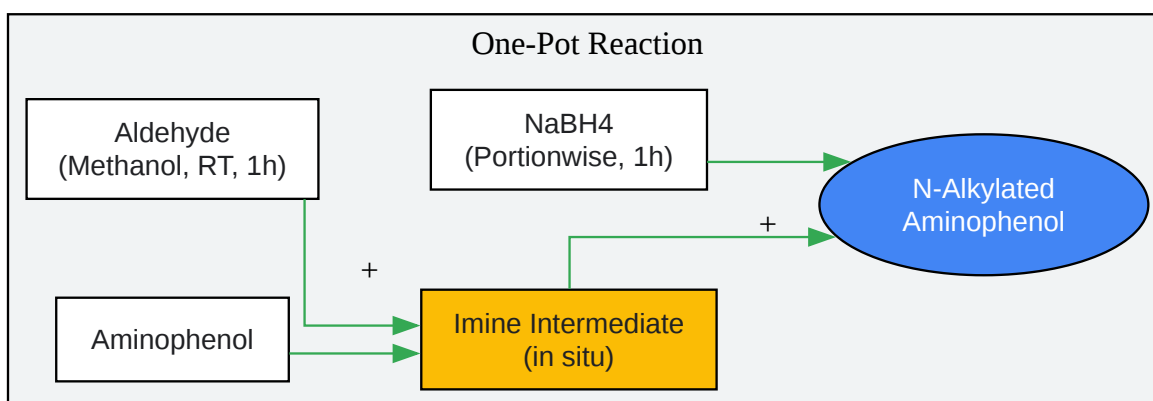 One-Pot Reaction
Aldehyde
(Methanol, RT, 1h)
NaBH4
(Portionwise, 1h)
N-Alkylated
Aminophenol
+
+
Aminophenol
Imine Intermediate
(in situ)